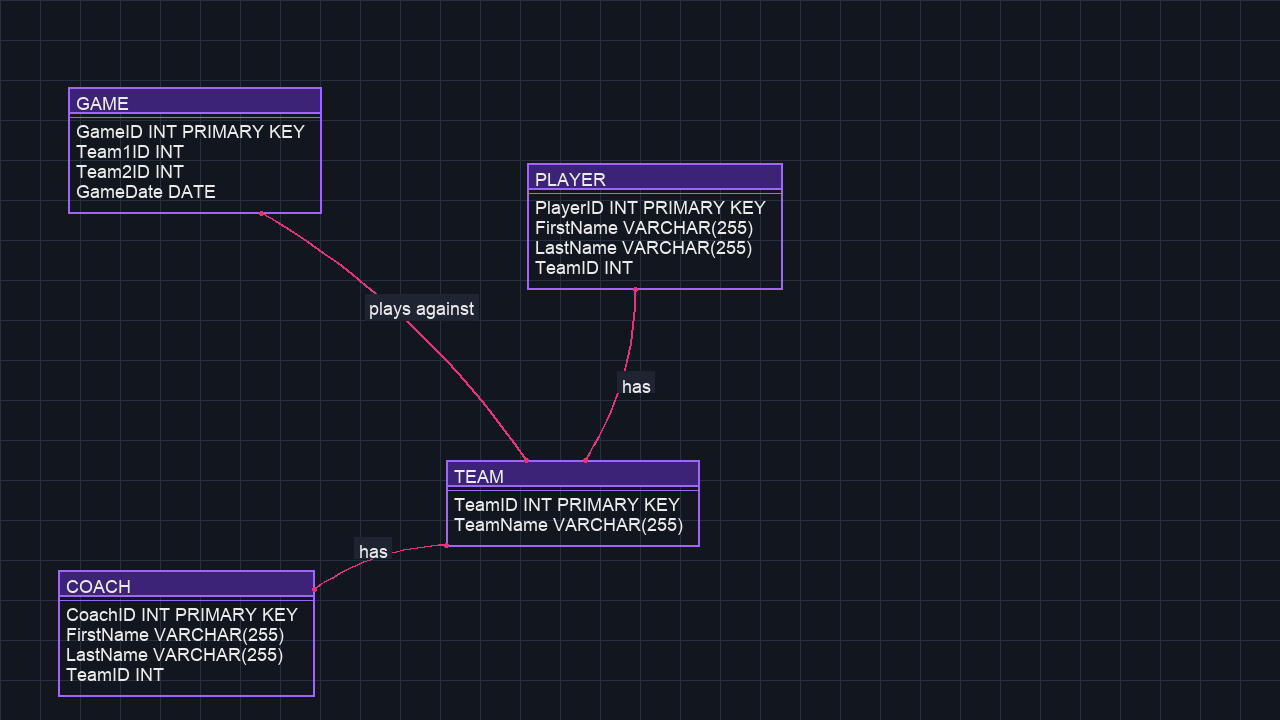 GAME
GameID INT PRIMARY KEY
Team1ID INT
Team2ID INT
GameDate DATE
PLAYER
PlayerID INT PRIMARY KEY
FirstName VARCHAR(255)
LastName VARCHAR(255)
TeamID INT
plays against
has
TEAM
TeamID INT PRIMARY KEY
TeamName VARCHAR(255)
has
COACH
CoachID INT PRIMARY KEY
FirstName VARCHAR(255)
LastName VARCHAR(255)
TeamID INT